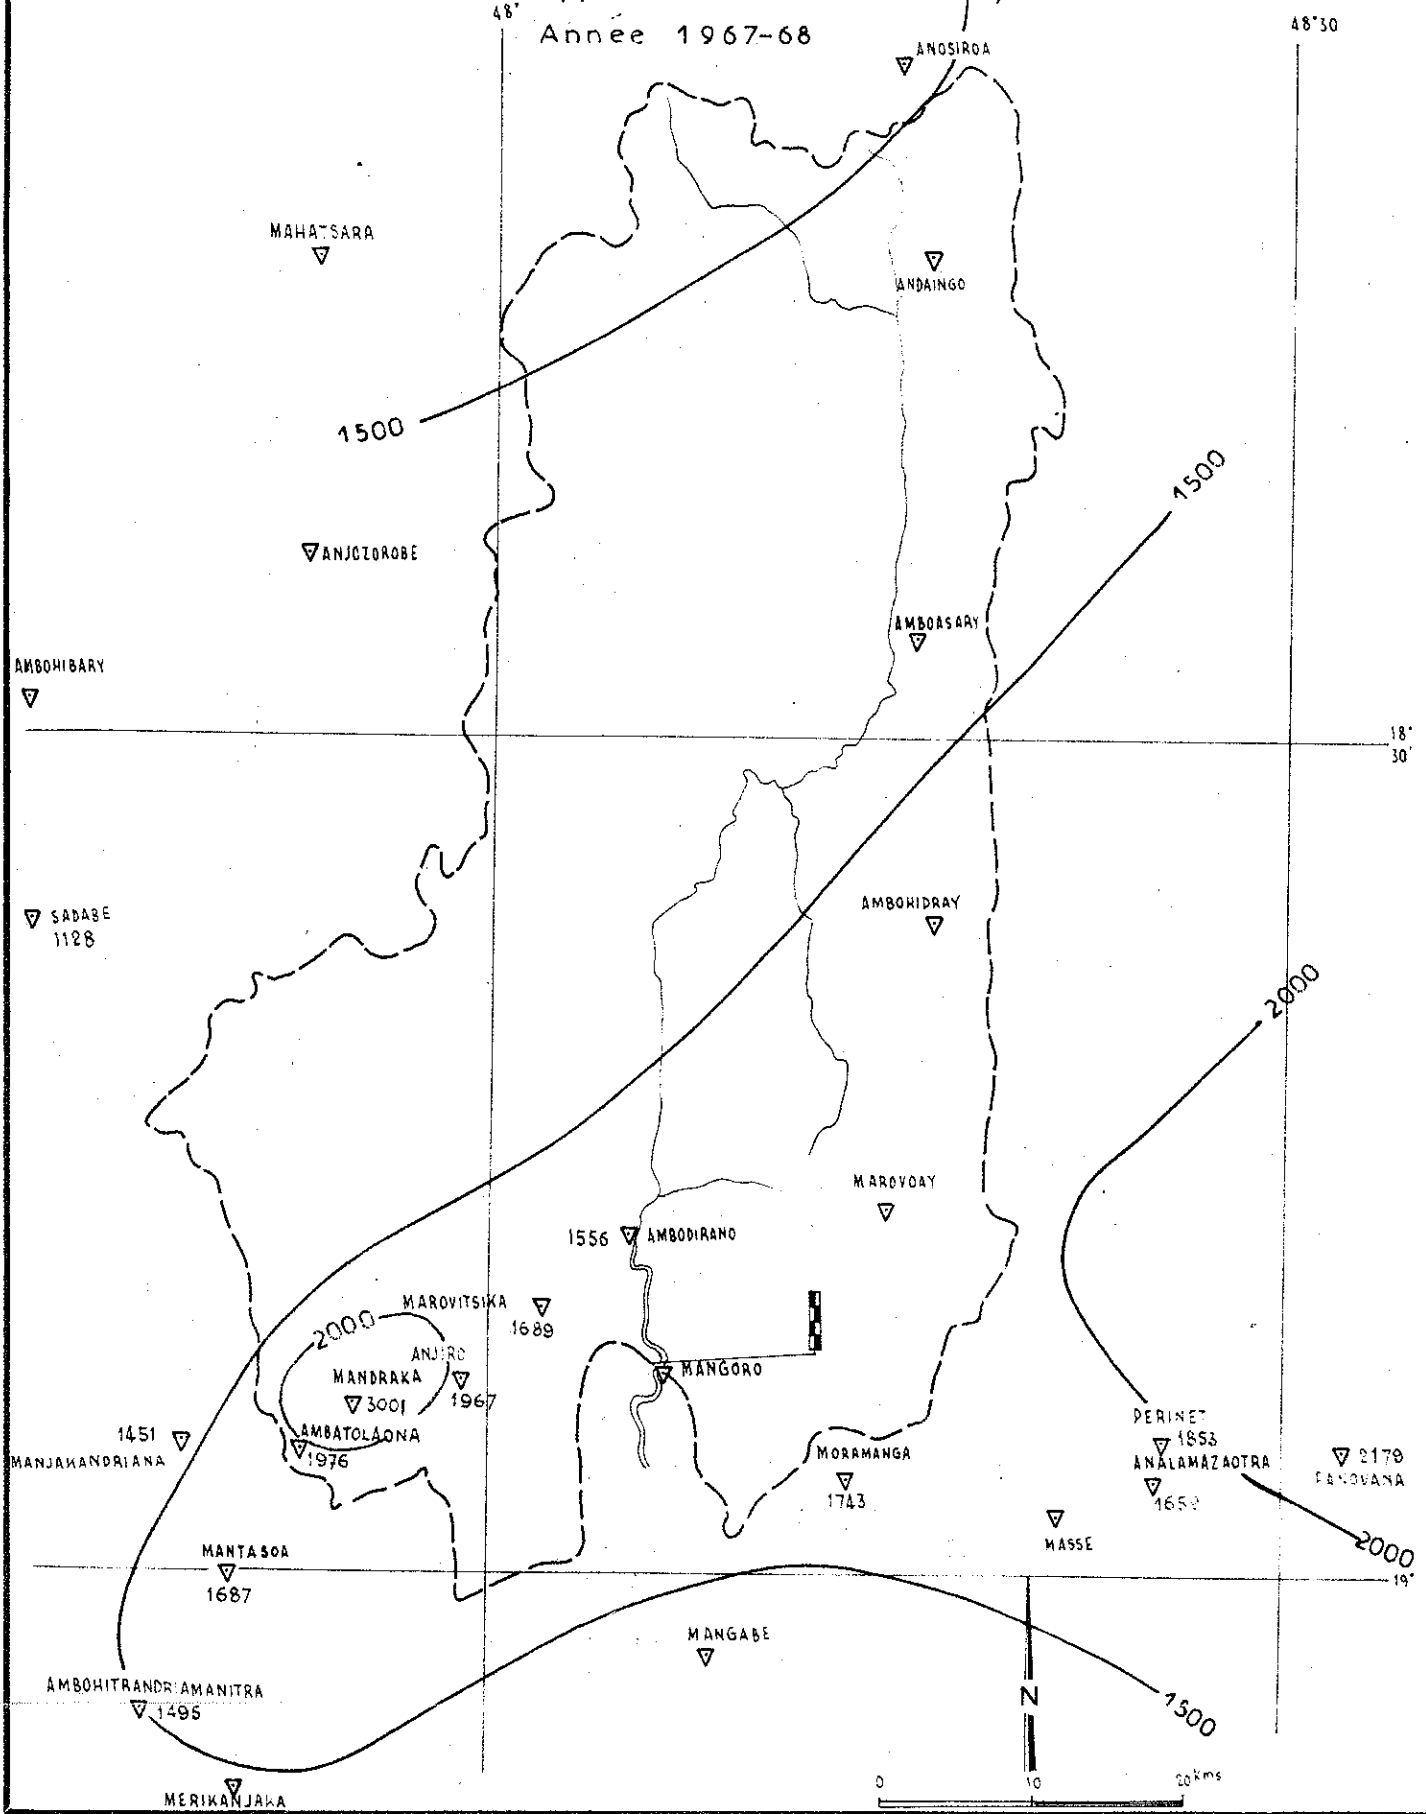 48°
Année 1967-68
48°30
ANOSIROA
MAHATSARA
ANDAINGO
1500
1500
ANJOZOROBE
AMBOASARY
AMBOHIBARY
18°
30'
AMBOHIDRAY
SADABE
1128
2000
MAROVOAY
1556 AMBODIRANO
MAROVITSIKA
1689
2000
ANJIRO
1967
MANDRAKA
3001
MANGORO
AMBATOLAONA
1976
1451
MANJAKANDRIANA
MORAMANGA
1743
PERINET
1853
ANALAMAZAOTRA
2179
FANOVANA
MASSE
2000
19°
MANTASOA
1687
MANGABE
AMBOHITRANDRIAMANITRA
1495
N
1500
MERIKANJAKA
0 10 20kms